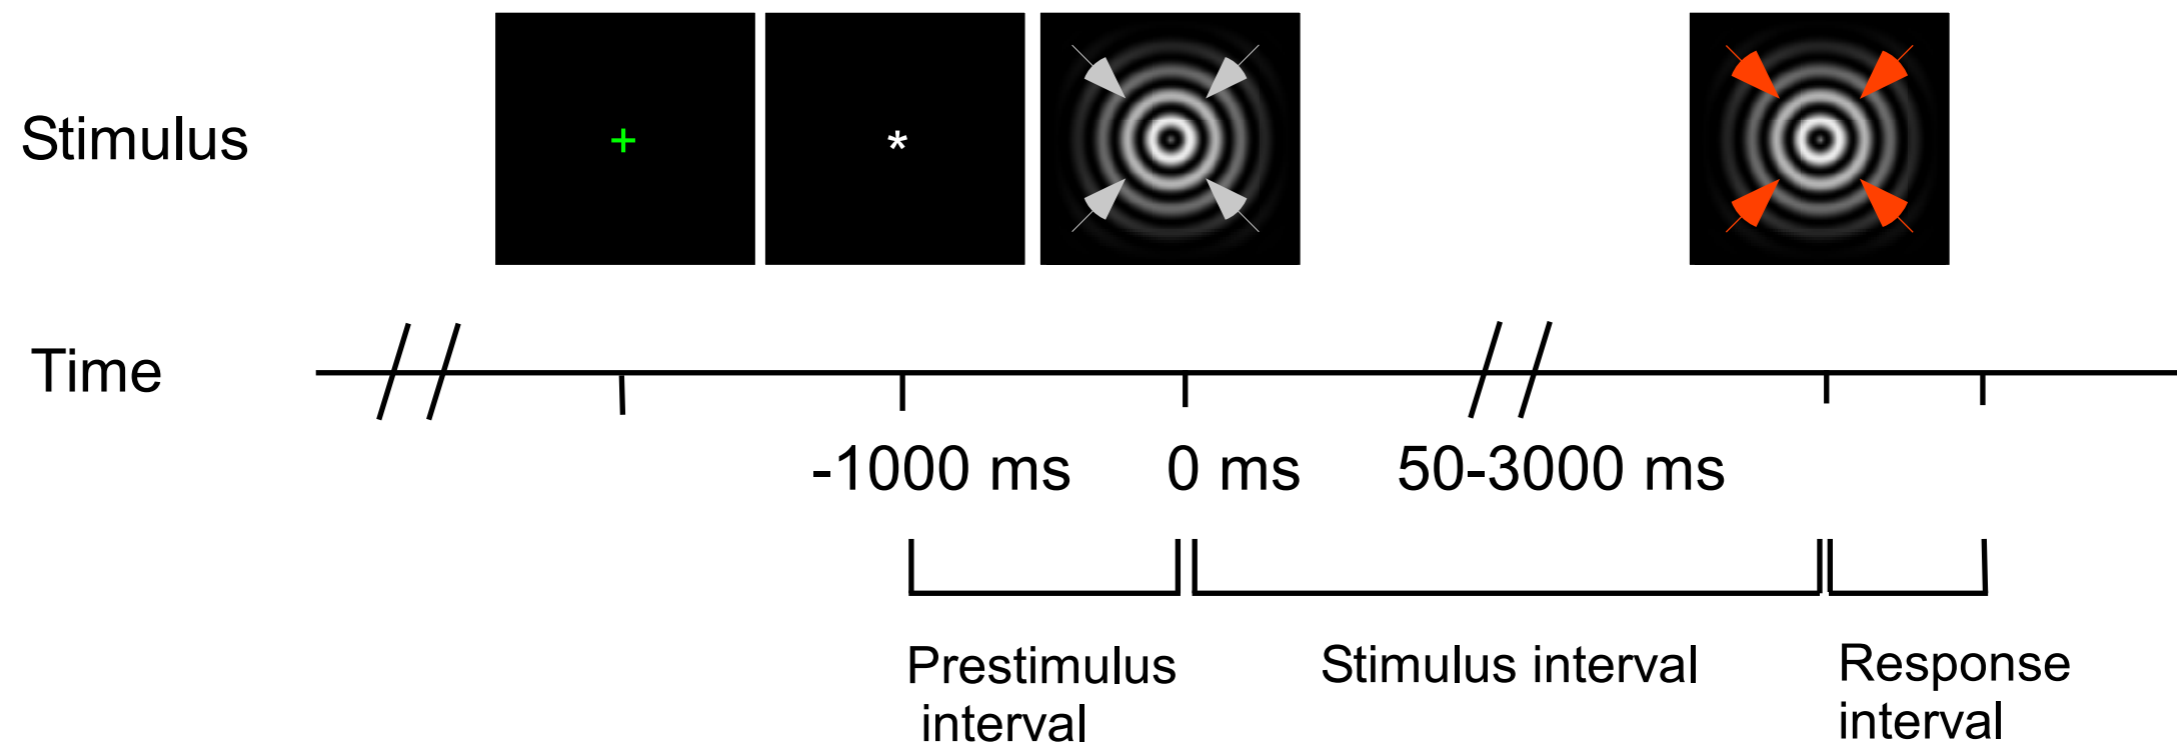 Stimulus
+
*
Time
-1000 ms 0 ms 50-3000 ms
Prestimulus
interval
Stimulus interval
Response
interval